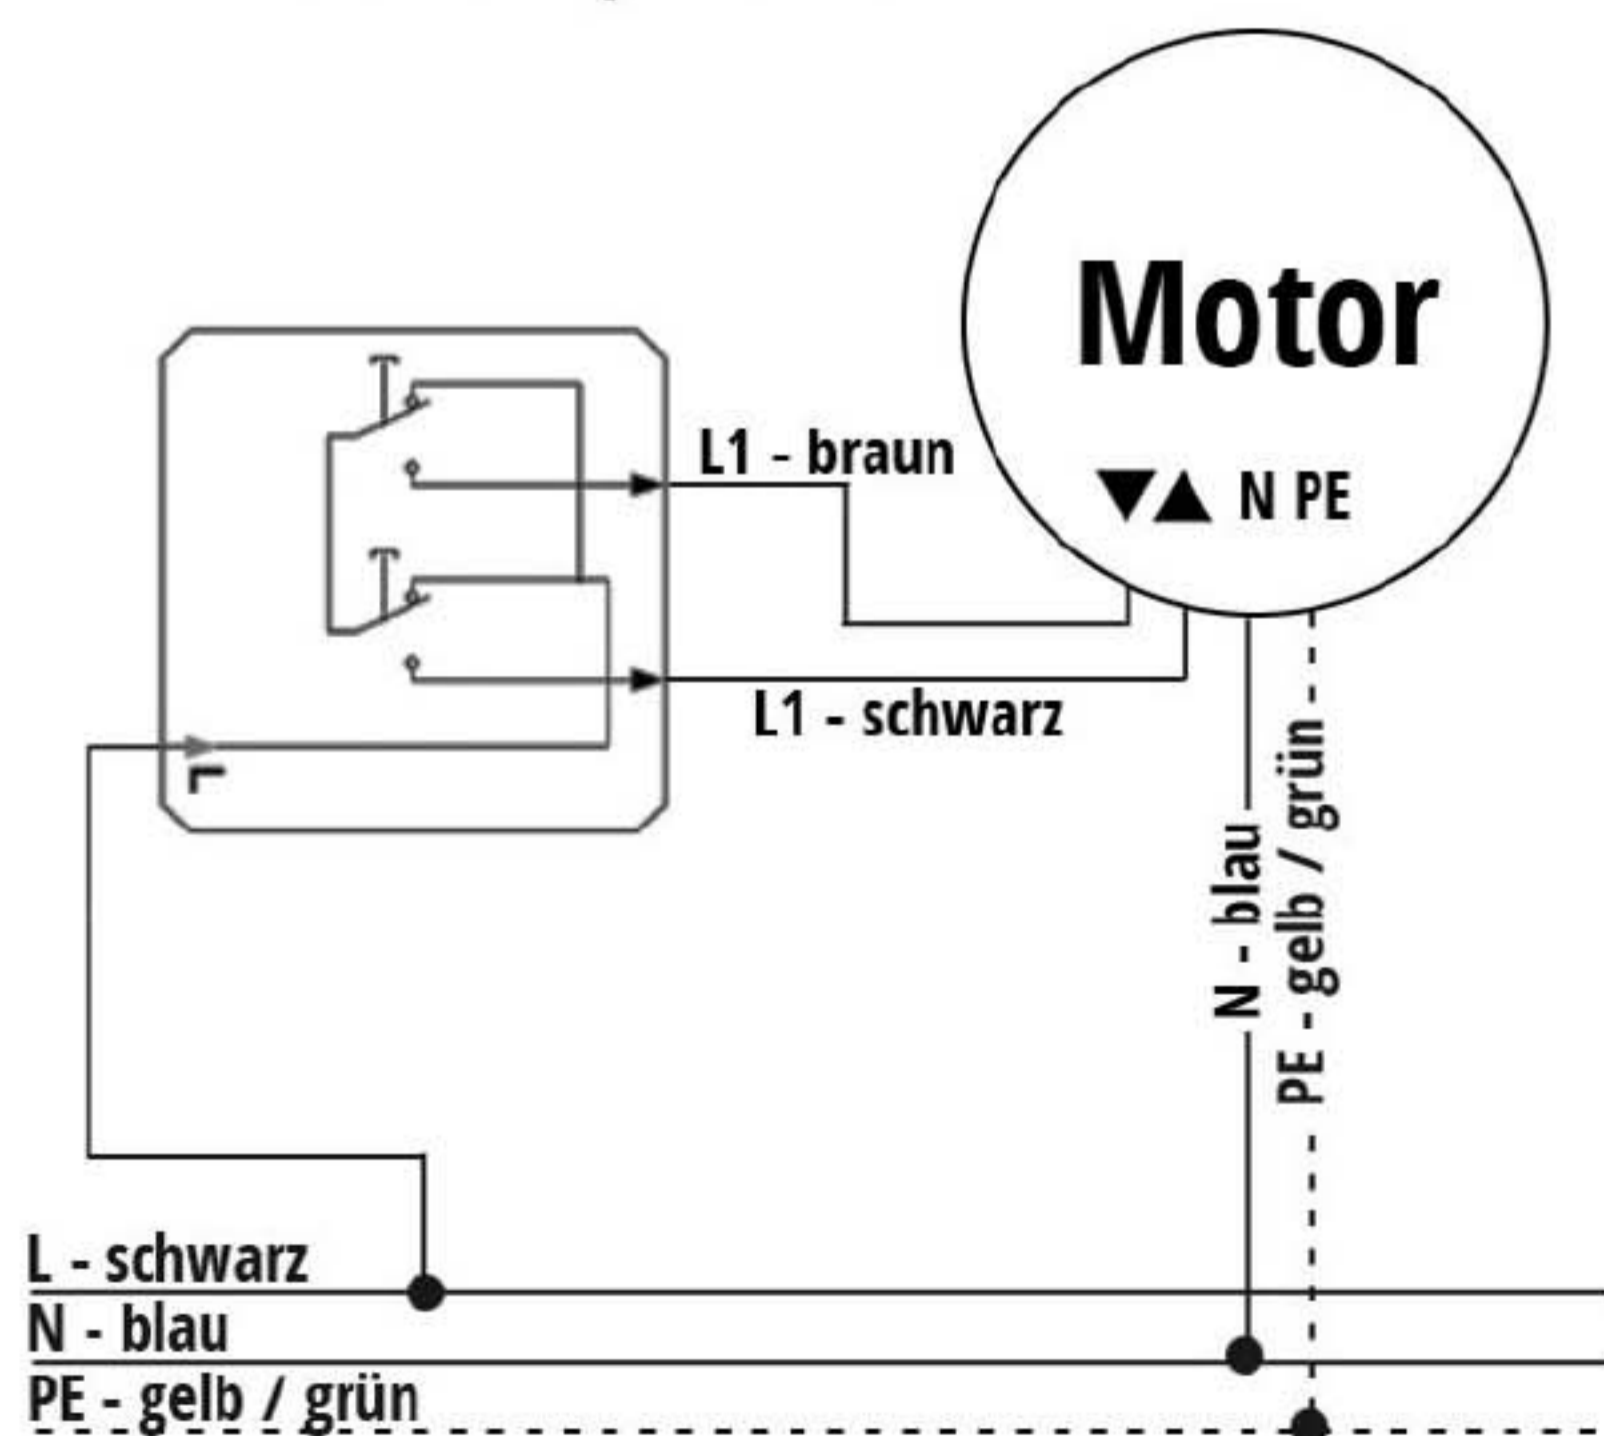 Motor
L1 - braun
▼▲ N PE
L1 - schwarz
L
N - blau
PE - gelb / grün
L - schwarz
N - blau
PE - gelb / grün